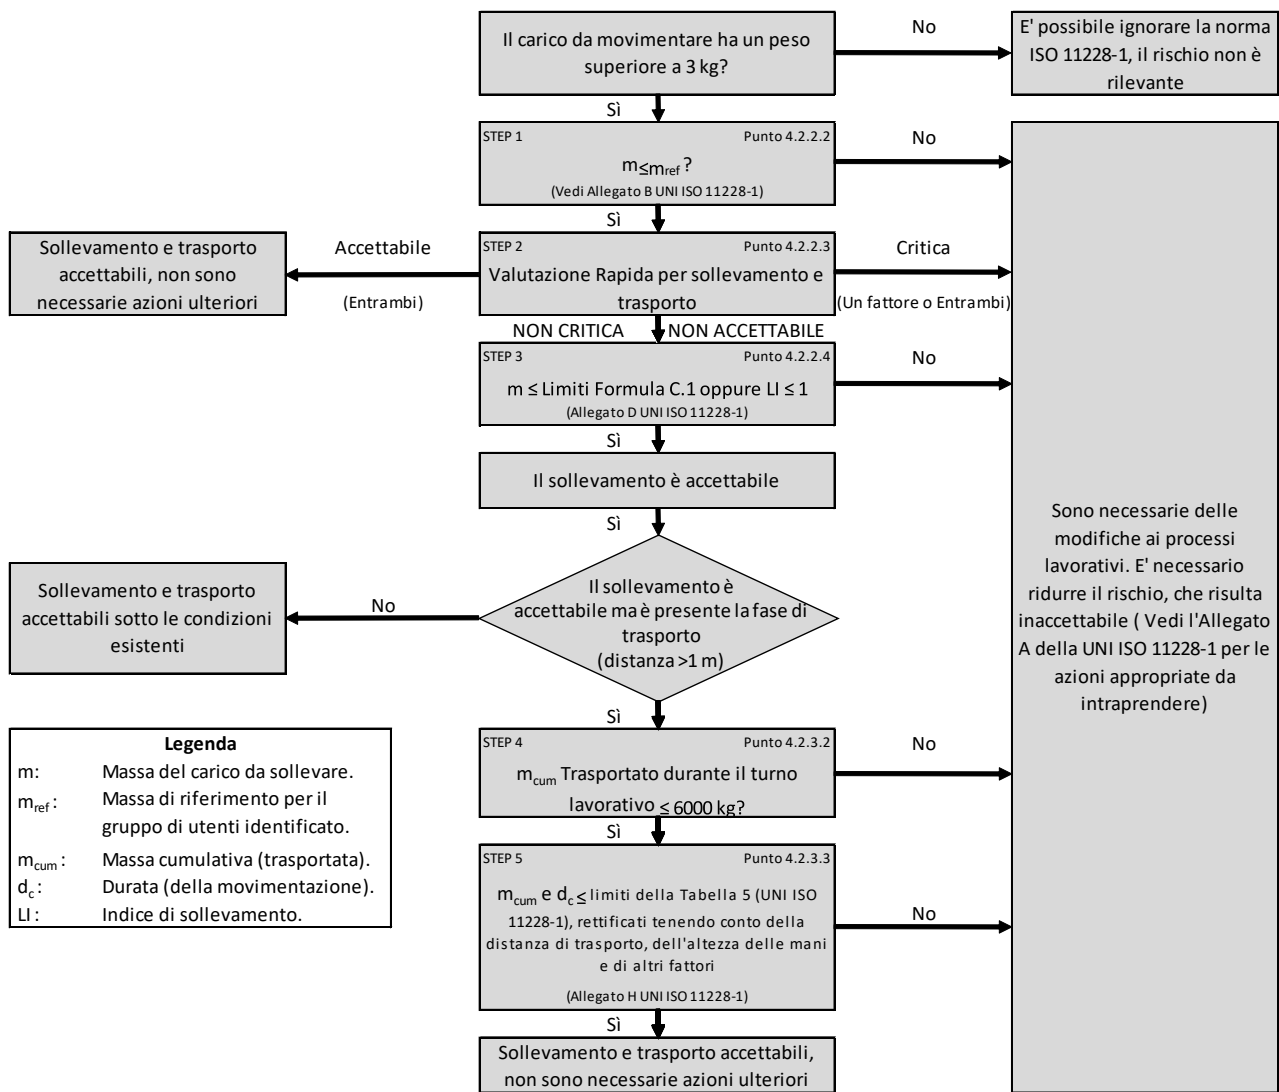 Il carico da movimentare ha un peso
superiore a 3 kg?
No
E' possibile ignorare la norma
ISO 11228-1, il rischio non è
rilevante
Sì
STEP 1 Punto 4.2.2.2
m≤mref ?
(Vedi Allegato B UNI ISO 11228-1)
No
Sì
Sollevamento e trasporto
accettabili, non sono
necessarie azioni ulteriori
Accettabile
(Entrambi)
STEP 2 Punto 4.2.2.3
Valutazione Rapida per sollevamento e
trasporto
Critica
(Un fattore o Entrambi)
NON CRITICA NON ACCETTABILE
STEP 3 Punto 4.2.2.4
m ≤ Limiti Formula C.1 oppure LI ≤ 1
(Allegato D UNI ISO 11228-1)
No
Sì
Il sollevamento è accettabile
Sì
Sono necessarie delle
modifiche ai processi
lavorativi. E' necessario
ridurre il rischio, che risulta
inaccettabile ( Vedi l'Allegato
A della UNI ISO 11228-1 per le
azioni appropriate da
intraprendere)
Il sollevamento è
accettabile ma è presente la fase di
trasporto
(distanza >1 m)
No
Sollevamento e trasporto
accettabili sotto le condizioni
esistenti
Sì
STEP 4 Punto 4.2.3.2
mcum Trasportato durante il turno
lavorativo ≤ 6000 kg?
No
Sì
Legenda
m: Massa del carico da sollevare.
mref : Massa di riferimento per il
gruppo di utenti identificato.
mcum : Massa cumulativa (trasportata).
dc : Durata (della movimentazione).
LI : Indice di sollevamento.
STEP 5 Punto 4.2.3.3
mcum e dc ≤ limiti della Tabella 5 (UNI ISO
11228-1), rettificati tenendo conto della
distanza di trasporto, dell'altezza delle mani
e di altri fattori
(Allegato H UNI ISO 11228-1)
No
Sì
Sollevamento e trasporto accettabili,
non sono necessarie azioni ulteriori